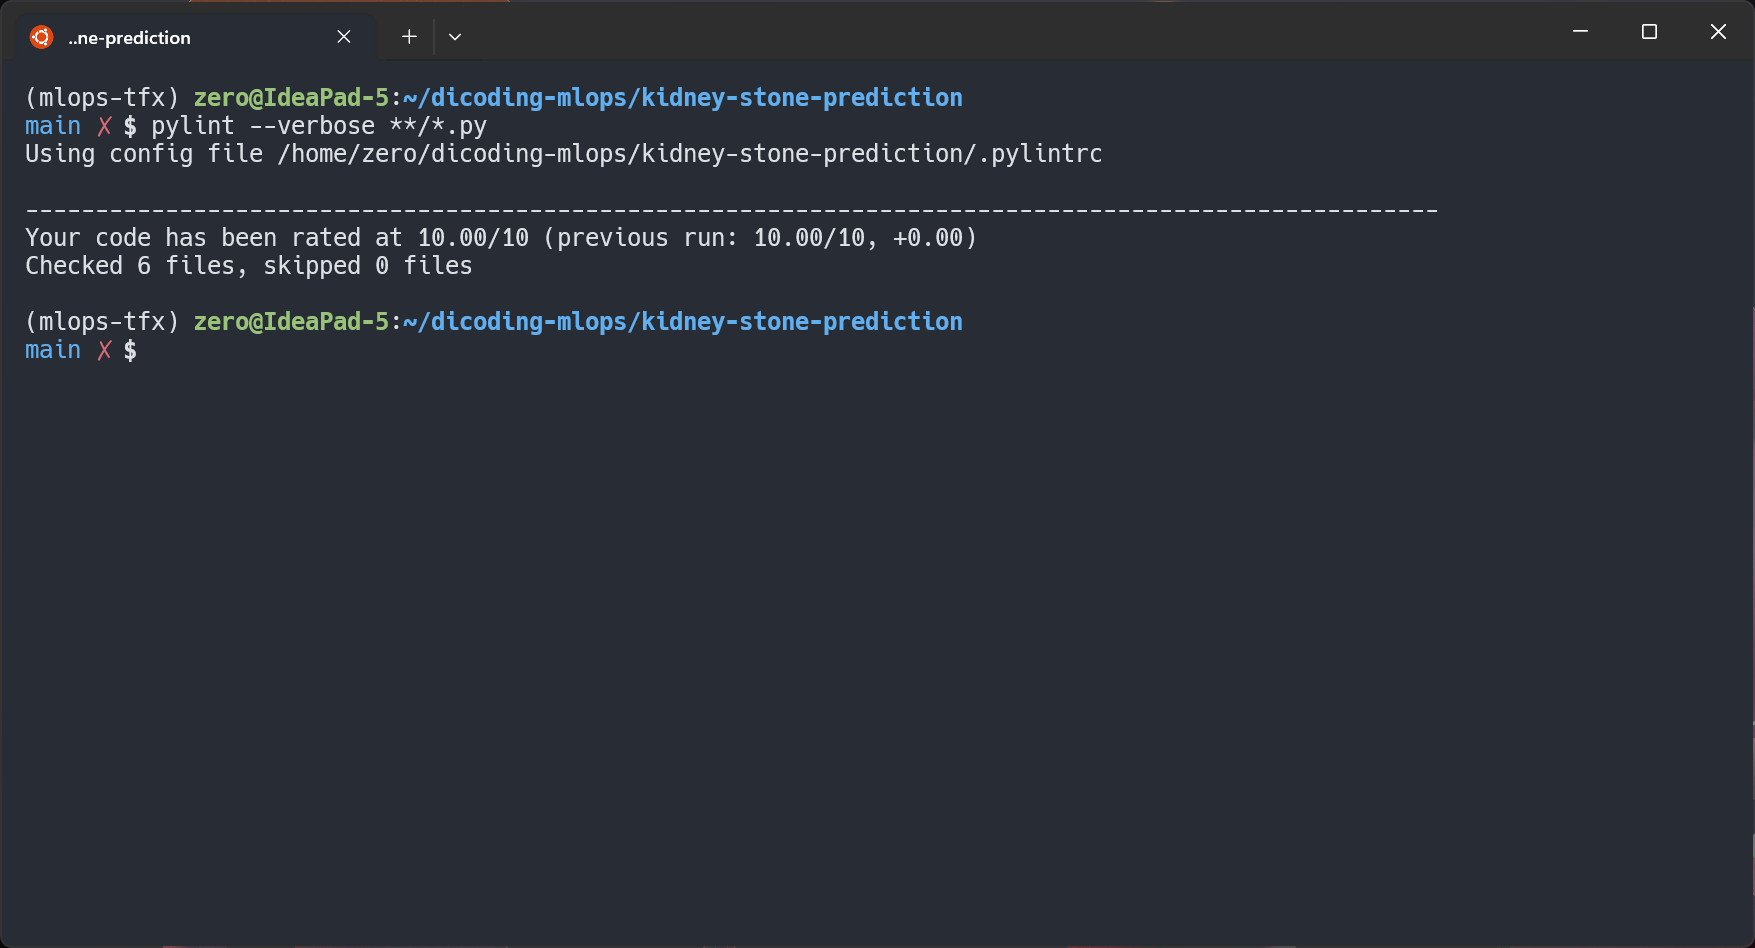 ..ne-prediction
(mlops-tfx) zero@IdeaPad-5:~/dicoding-mlops/kidney-stone-prediction
main ✗ $ pylint --verbose **/*.py
Using config file /home/zero/dicoding-mlops/kidney-stone-prediction/.pylintrc
-----------------------------------------------------------------------------------------------------
Your code has been rated at 10.00/10 (previous run: 10.00/10, +0.00)
Checked 6 files, skipped 0 files
(mlops-tfx) zero@IdeaPad-5:~/dicoding-mlops/kidney-stone-prediction
main ✗ $